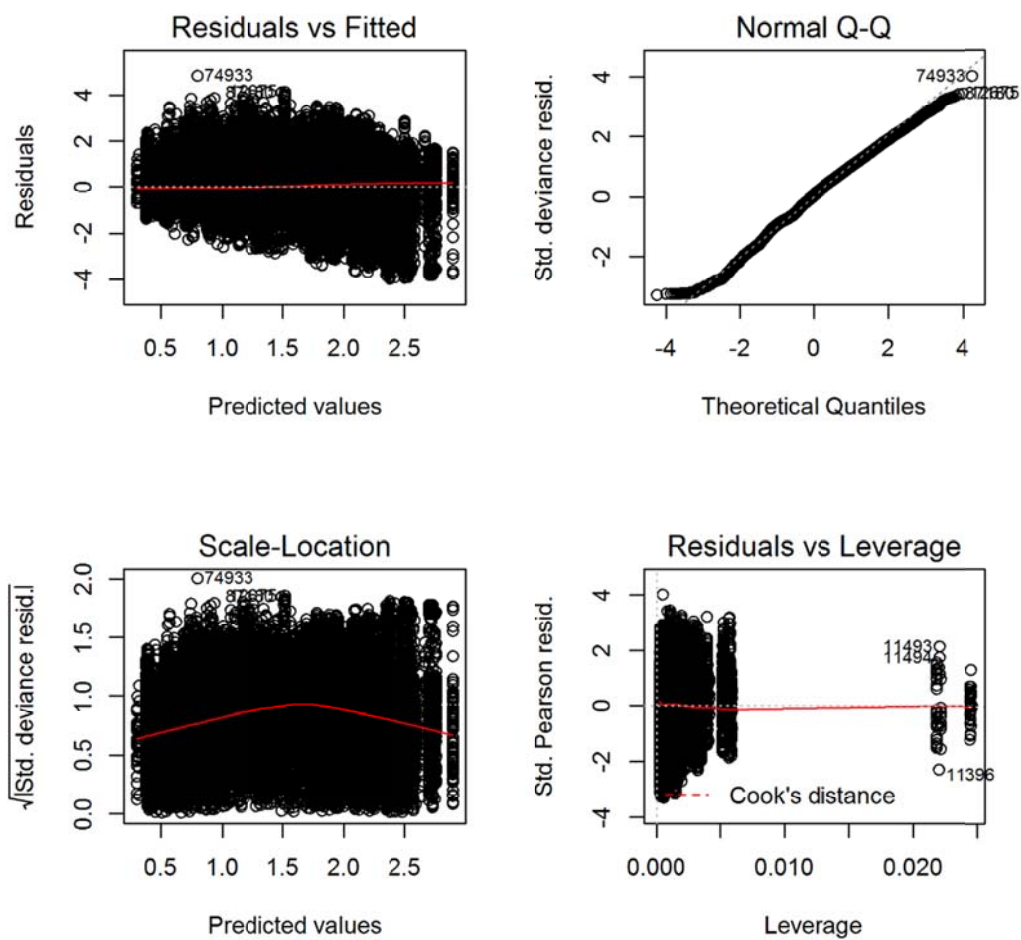 Residuals vs Fitted
Residuals
4
2
0
-2
-4
74933
0.5 1.0 1.5 2.0 2.5
Predicted values
Normal Q-Q
Std. deviance resid.
4
2
0
-2
74933
-4 -2 0 2 4
Theoretical Quantiles
Scale-Location
√|Std. deviance resid.|
2.0
1.5
1.0
0.5
0.0
74933
0.5 1.0 1.5 2.0 2.5
Predicted values
Residuals vs Leverage
Std. Pearson resid.
4
2
0
-2
-4
11493
11494
11396
Cook's distance
0.000 0.010 0.020
Leverage